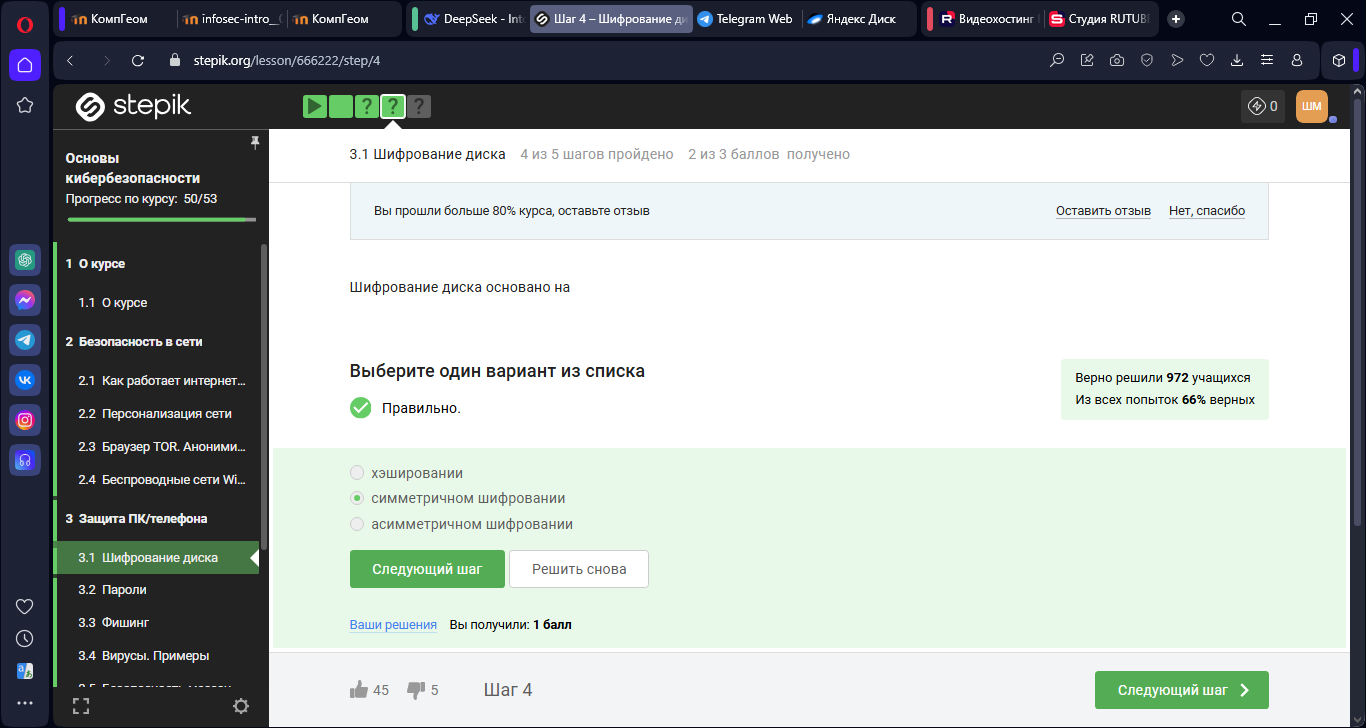 КомпГеом
infosec-intro_
КомпГеом
DeepSeek - Int
Шаг 4 – Шифрование ди
Telegram Web
Яндекс Диск
Видеохостинг
Студия RUTUBE
stepik.org/lesson/666222/step/4
stepik
?
?
?
0
ШМ
Основы
кибербезопасности
Прогресс по курсу: 50/53
1 О курсе
1.1 О курсе
2 Безопасность в сети
2.1 Как работает интернет...
2.2 Персонализация сети
2.3 Браузер TOR. Аноними...
2.4 Беспроводные сети Wi...
3 Защита ПК/телефона
3.1 Шифрование диска
3.2 Пароли
3.3 Фишинг
3.4 Вирусы. Примеры
3.1 Шифрование диска 4 из 5 шагов пройдено 2 из 3 баллов получено
Вы прошли больше 80% курса, оставьте отзыв
Оставить отзыв
Нет, спасибо
Шифрование диска основано на
Выберите один вариант из списка
Правильно.
Верно решили 972 учащихся
Из всех попыток 66% верных
хэшировании
симметричном шифровании
асимметричном шифровании
Следующий шаг
Решить снова
Ваши решения Вы получили: 1 балл
45
5
Шаг 4
Следующий шаг